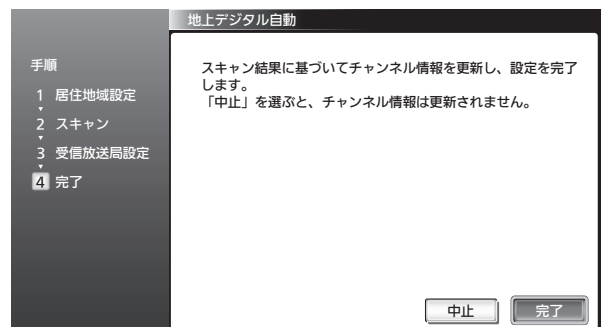 地上デジタル自動
手順
1 居住地域設定
2 スキャン
3 受信放送局設定
4 完了
スキャン結果に基づいてチャンネル情報を更新し、設定を完了
します。
「中止」を選ぶと、チャンネル情報は更新されません。
中止
完了